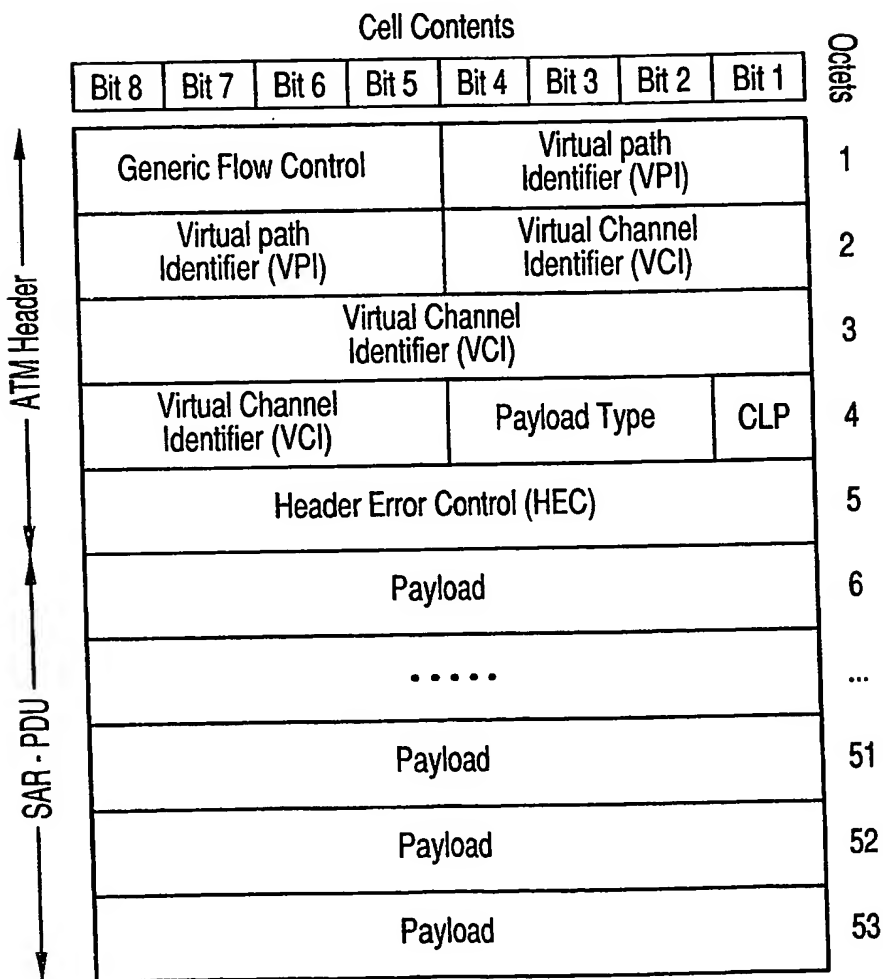 Cell Contents
Octets
Bit 8 Bit 7 Bit 6 Bit 5 Bit 4 Bit 3 Bit 2 Bit 1
ATM Header
Generic Flow Control
Virtual path
Identifier (VPI)
1
Virtual path
Identifier (VPI)
Virtual Channel
Identifier (VCI)
2
Virtual Channel
Identifier (VCI)
3
Virtual Channel
Identifier (VCI)
Payload Type
CLP
4
Header Error Control (HEC)
5
SAR - PDU
Payload
6
.....
...
Payload
51
Payload
52
Payload
53